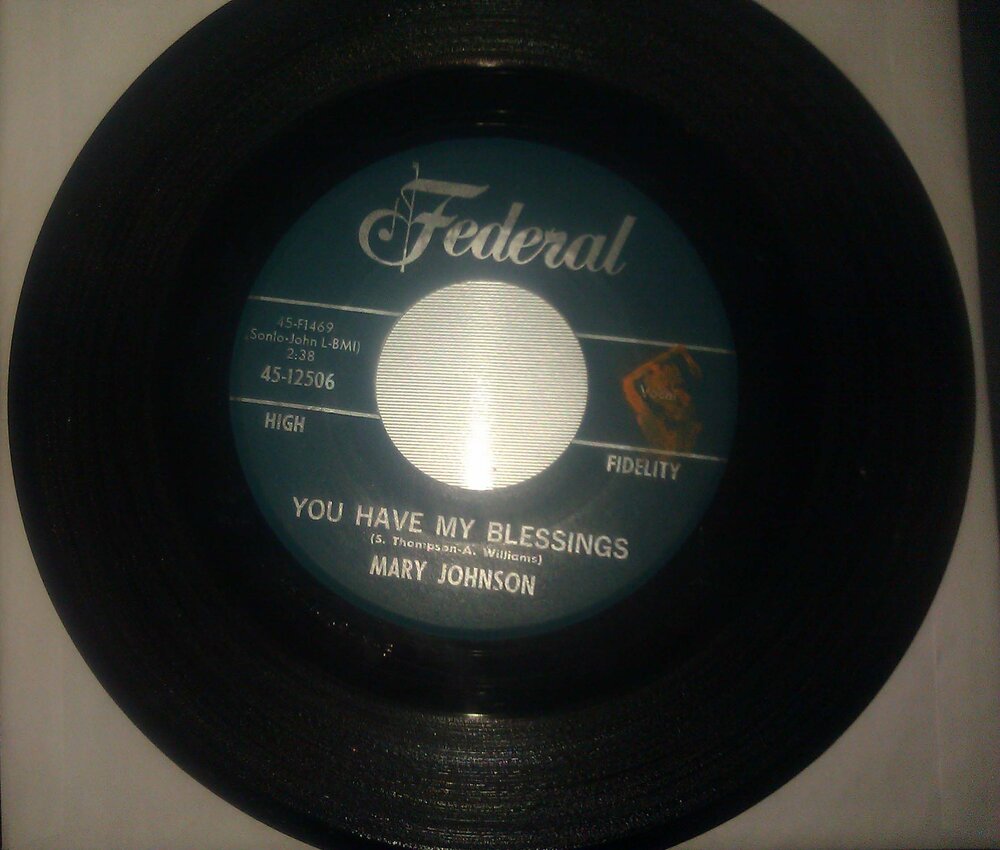 Federal
45-F1469
(Sonlo-John L-BMI)
2:38
45-12506
Vocal
HIGH
FIDELITY
YOU HAVE MY BLESSINGS
(S. Thompson-A. Williams)
MARY JOHNSON